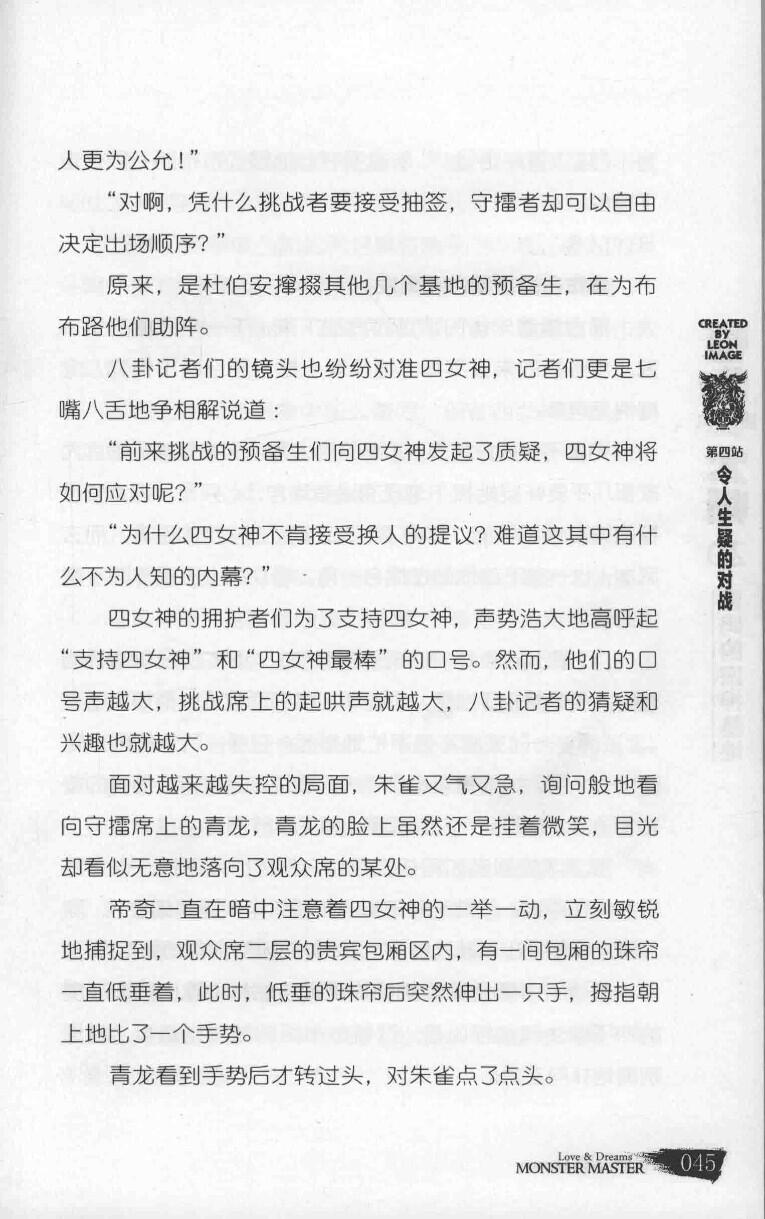 人更为公允！”
“对啊，凭什么挑战者要接受抽签，守擂者却可以自由
决定出场顺序？”
原来，是杜伯安撺掇其他几个基地的预备生，在为布
布路他们助阵。
八卦记者们的镜头也纷纷对准四女神，记者们更是七
嘴八舌地争相解说道：
“前来挑战的预备生们向四女神发起了质疑，四女神将
如何应对呢？”
“为什么四女神不肯接受换人的提议？难道这其中有什
么不为人知的内幕？”
四女神的拥护者们为了支持四女神，声势浩大地高呼起
“支持四女神”和“四女神最棒”的口号。然而，他们的口
号声越大，挑战席上的起哄声就越大，八卦记者的猜疑和
兴趣也就越大。
面对越来越失控的局面，朱雀又气又急，询问般地看
向守擂席上的青龙，青龙的脸上虽然还是挂着微笑，目光
却看似无意地落向了观众席的某处。
帝奇一直在暗中注意着四女神的一举一动，立刻敏锐
地捕捉到，观众席二层的贵宾包厢区内，有一间包厢的珠帘
一直低垂着，此时，低垂的珠帘后突然伸出一只手，拇指朝
上地比了一个手势。
青龙看到手势后才转过头，对朱雀点了点头。
CREATED
BY
LEON
IMAGE
第四站
令人生疑的对战
Love & Dreams
MONSTER MASTER 045